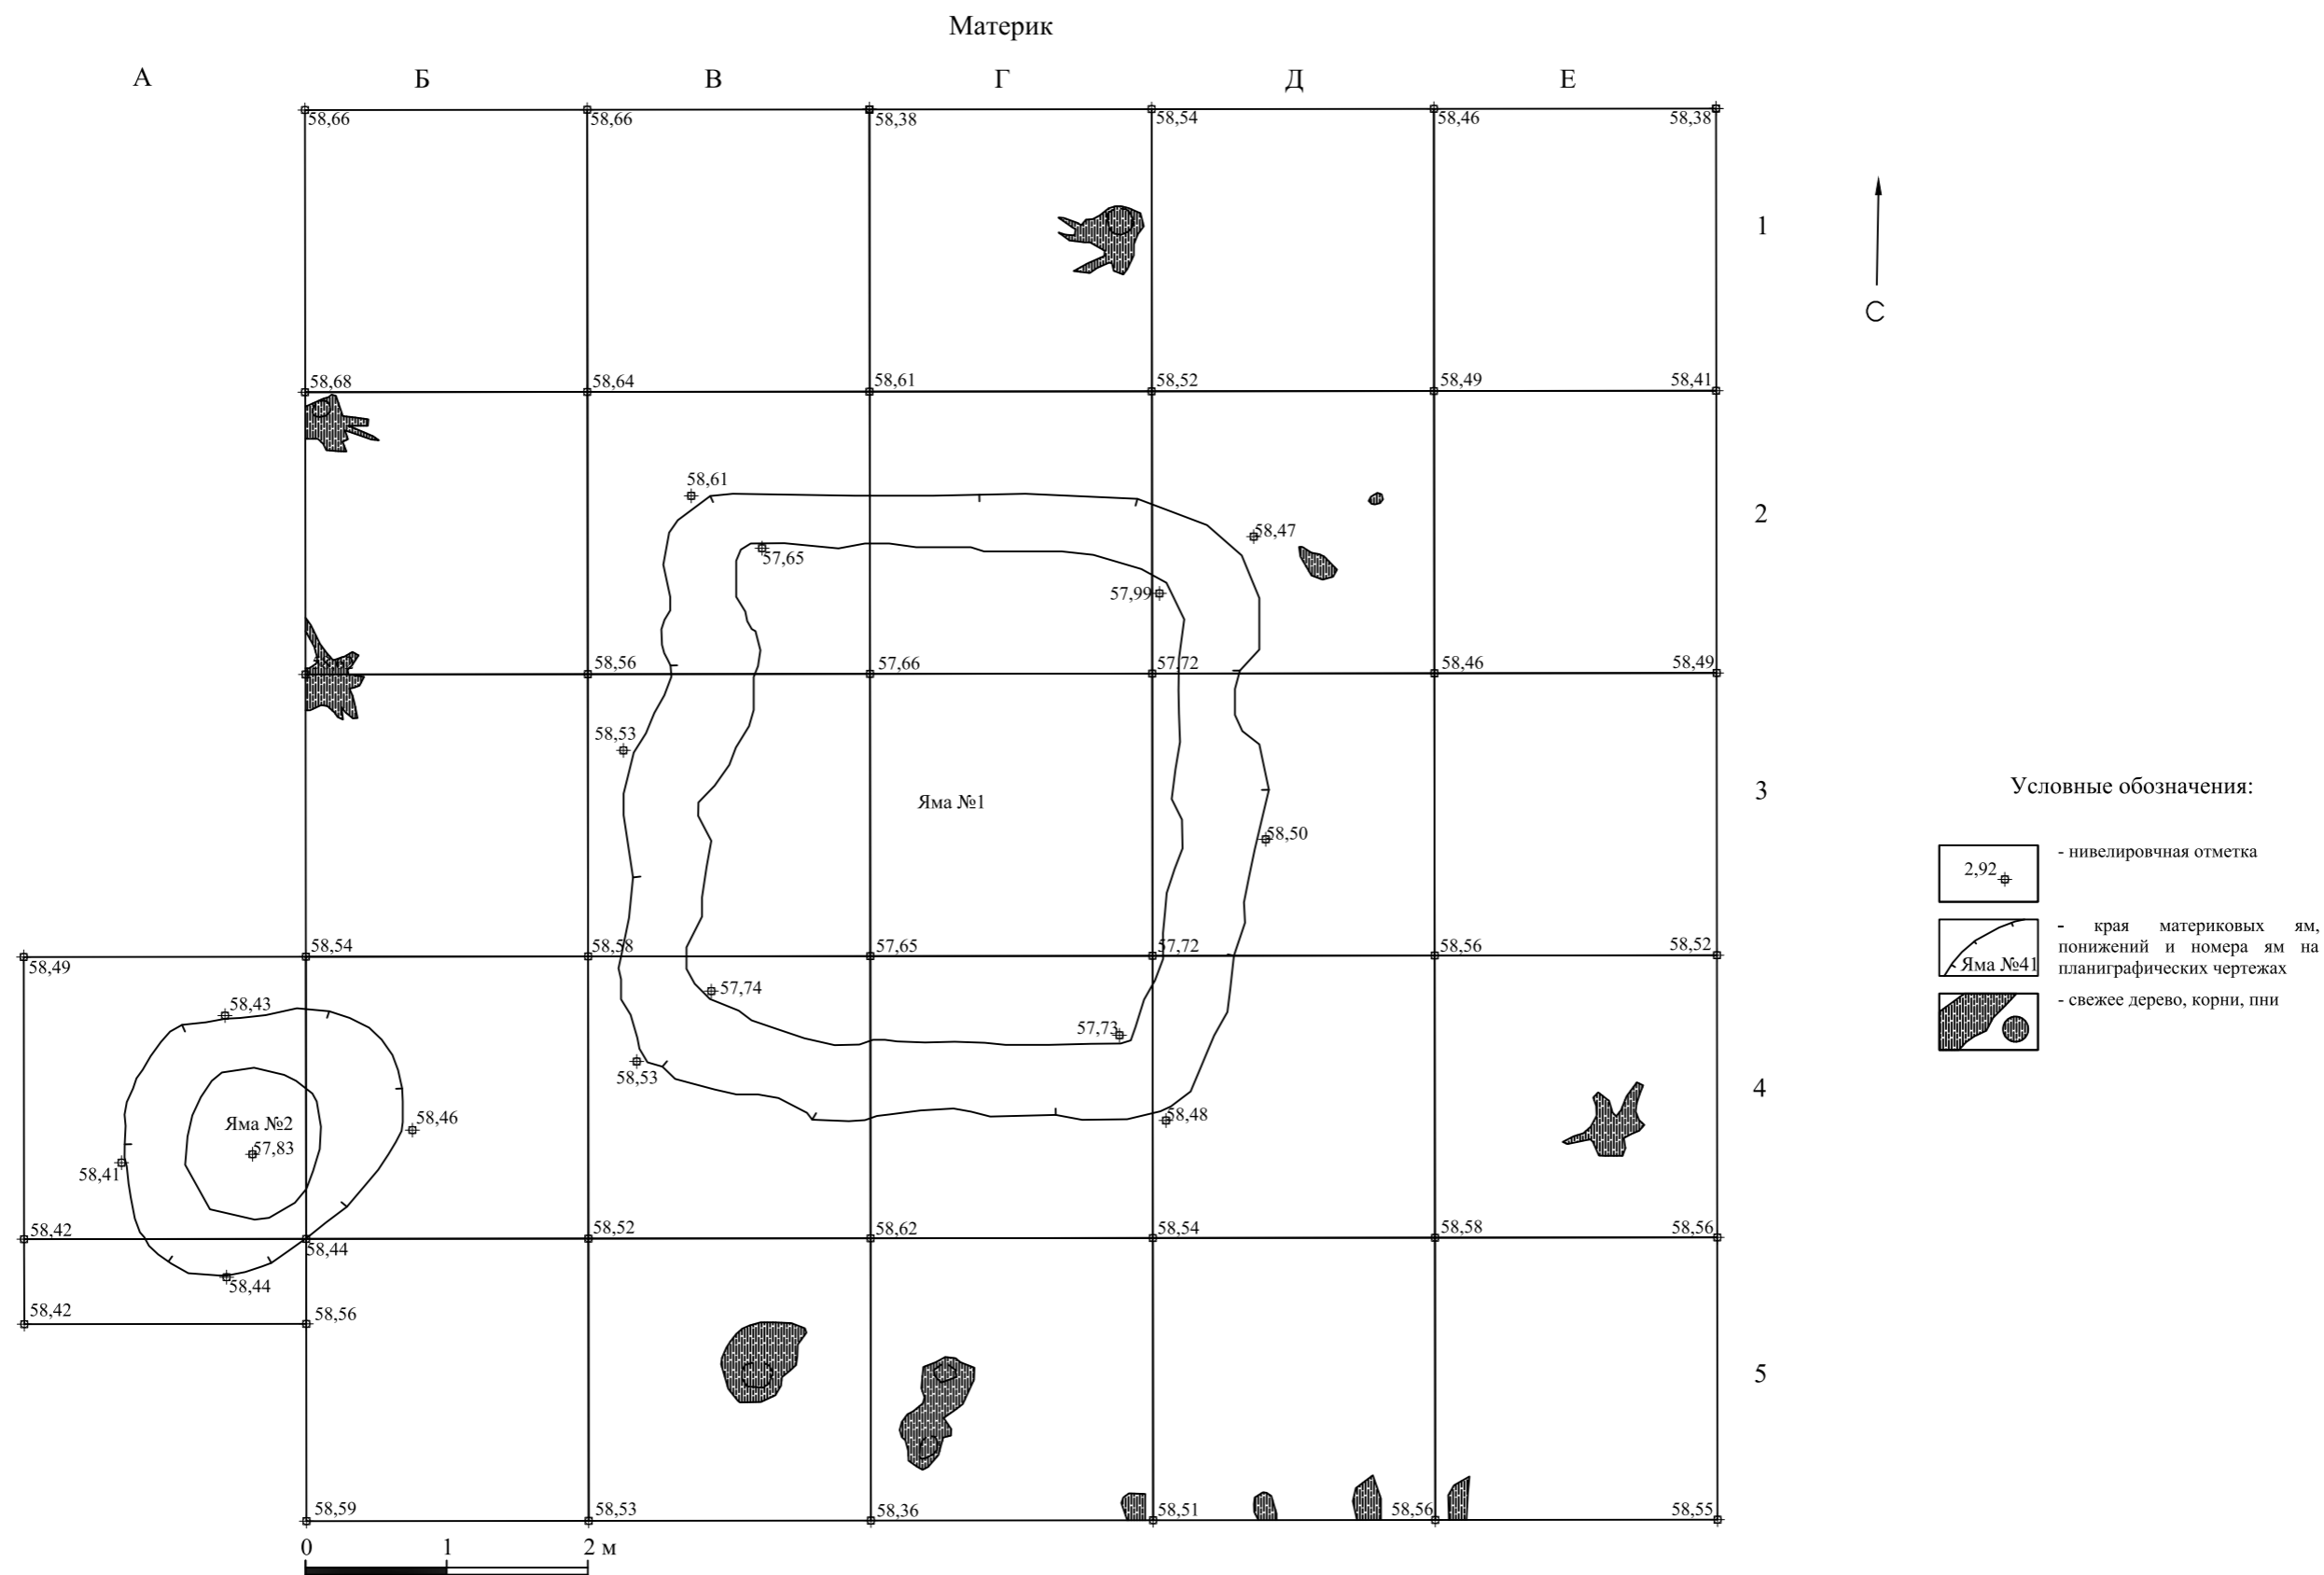 Материк
А Б В Г Д Е
58,66 58,66 58,38 58,54 58,46 58,38
1
С
58,68 58,64 58,61 58,52 58,49 58,41
58,61
2
58,47
57,65
57,99
58,56 57,66 57,72 58,46 58,49
58,53
Яма №1
3
58,50
58,49 58,54 58,58 57,65 57,72 58,56 58,52
57,74
58,43
57,73
58,53
4
58,46 58,48
Яма №2
57,83
58,41
58,42 58,44 58,52 58,62 58,54 58,58 58,56
58,44
58,42 58,56
5
58,59 58,53 58,36 58,51 58,56 58,55
0 1 2 м
Условные обозначения:
2,92 - нивелировчная отметка
- края материковых ям,
понижений и номера ям на
Яма №41 планиграфических чертежах
- свежее дерево, корни, пни